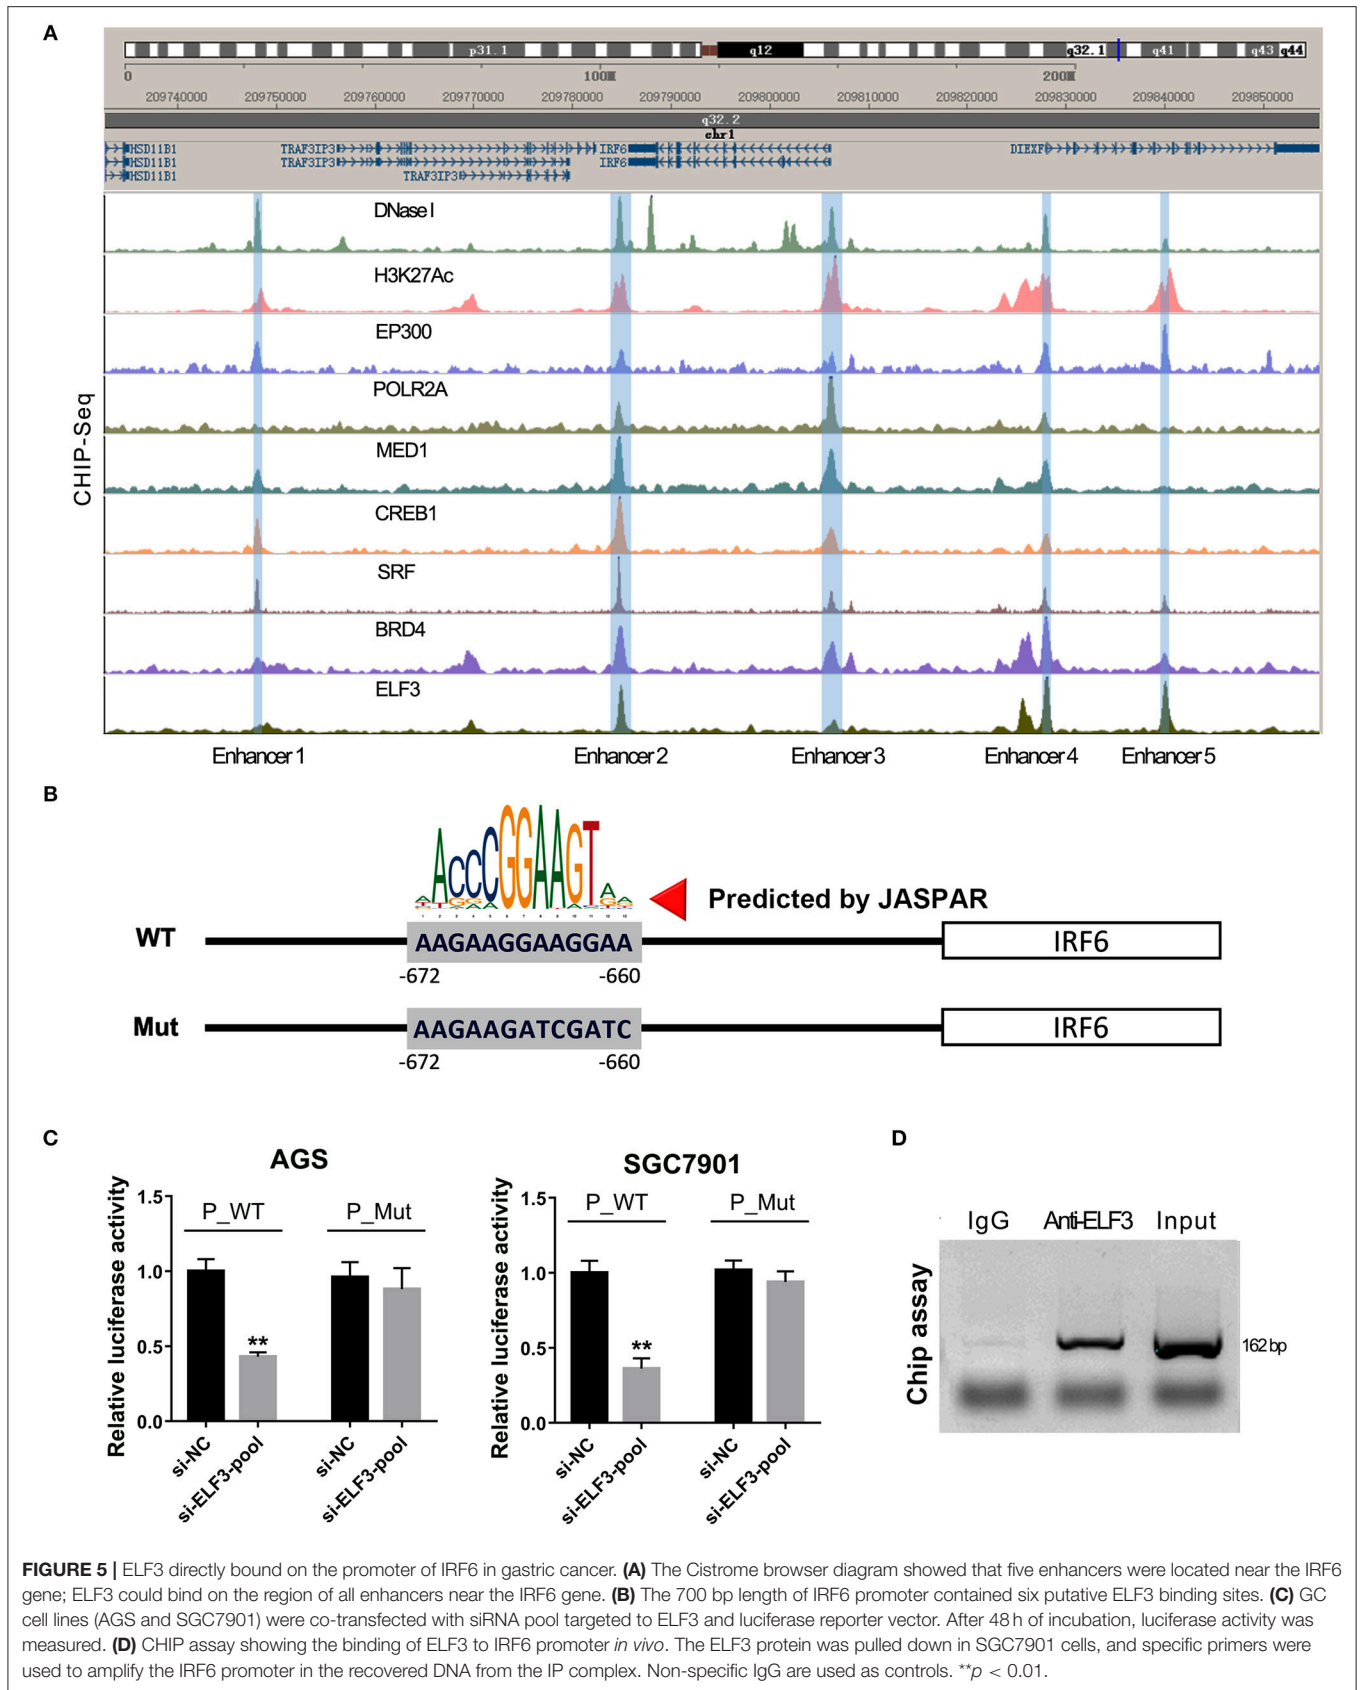 A
p31.1 q12 q32.1 q41 q43 q44
0 100M 200M
209740000 209750000 209760000 209770000 209780000 209790000 209800000 209810000 209820000 209830000 209840000 209850000
q32.2
chr1
HSD11B1 TRAF3IP3 IRF6 DIEXF
HSD11B1 TRAF3IP3 IRF6
HSD11B1 TRAF3IP3
CHIP-Seq
DNase I
H3K27Ac
EP300
POLR2A
MED1
CREB1
SRF
BRD4
ELF3
Enhancer 1 Enhancer 2 Enhancer 3 Enhancer 4 Enhancer 5
B
ACCCGGAAGTAA
Predicted by JASPAR
WT AAGAAGGAAGGAA IRF6
-672 -660
Mut AAGAAGATCGATC IRF6
-672 -660
C
AGS
Relative luciferase activity
1.5
1.0
0.5
0.0
P_WT P_Mut
**
si-NC si-ELF3-pool si-NC si-ELF3-pool
SGC7901
Relative luciferase activity
1.5
1.0
0.5
0.0
P_WT P_Mut
**
si-NC si-ELF3-pool si-NC si-ELF3-pool
D
IgG Anti-ELF3 Input
Chip assay
162 bp
FIGURE 5 | ELF3 directly bound on the promoter of IRF6 in gastric cancer. (A) The Cistrome browser diagram showed that five enhancers were located near the IRF6
gene; ELF3 could bind on the region of all enhancers near the IRF6 gene. (B) The 700 bp length of IRF6 promoter contained six putative ELF3 binding sites. (C) GC
cell lines (AGS and SGC7901) were co-transfected with siRNA pool targeted to ELF3 and luciferase reporter vector. After 48 h of incubation, luciferase activity was
measured. (D) CHIP assay showing the binding of ELF3 to IRF6 promoter in vivo. The ELF3 protein was pulled down in SGC7901 cells, and specific primers were
used to amplify the IRF6 promoter in the recovered DNA from the IP complex. Non-specific IgG are used as controls. **p < 0.01.